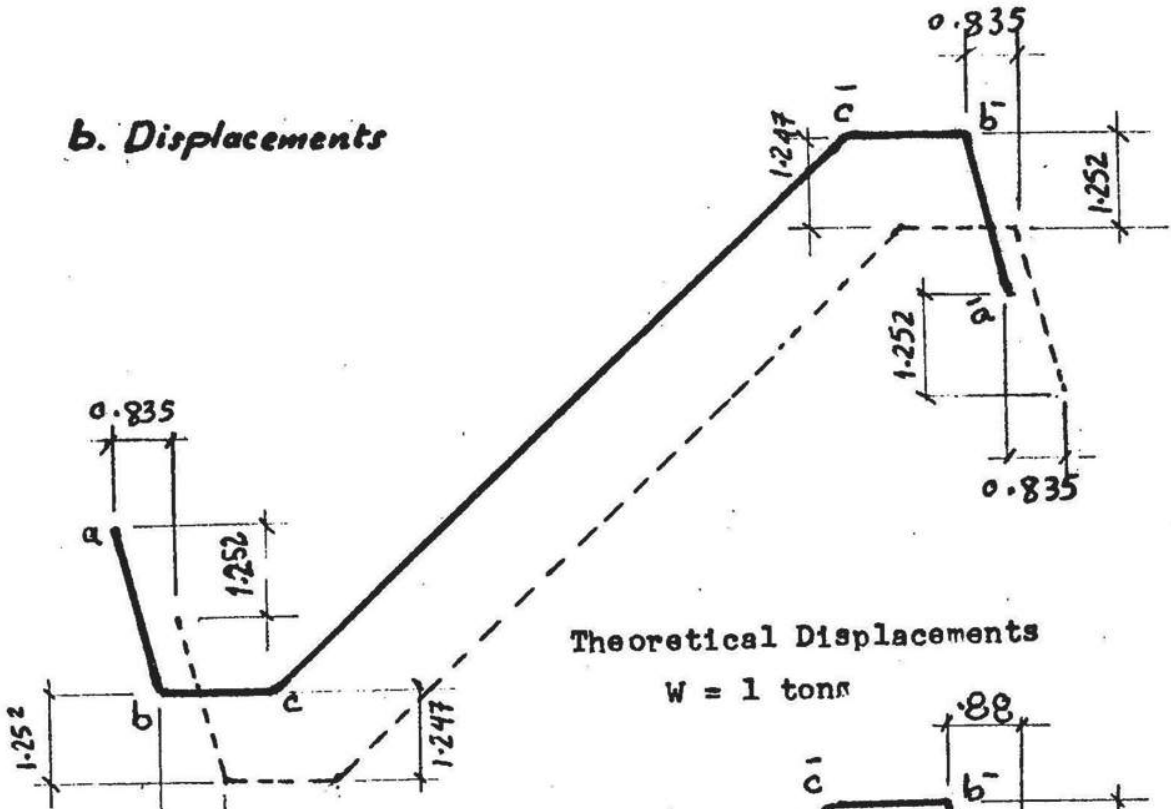 0.835
b. Displacements
c̄
b̄
1.247
1.252
ā
1.252
0.835
0.835
a
1.252
Theoretical Displacements
W = 1 tons
b
c
1.252
1.247
.88
c̄
b̄